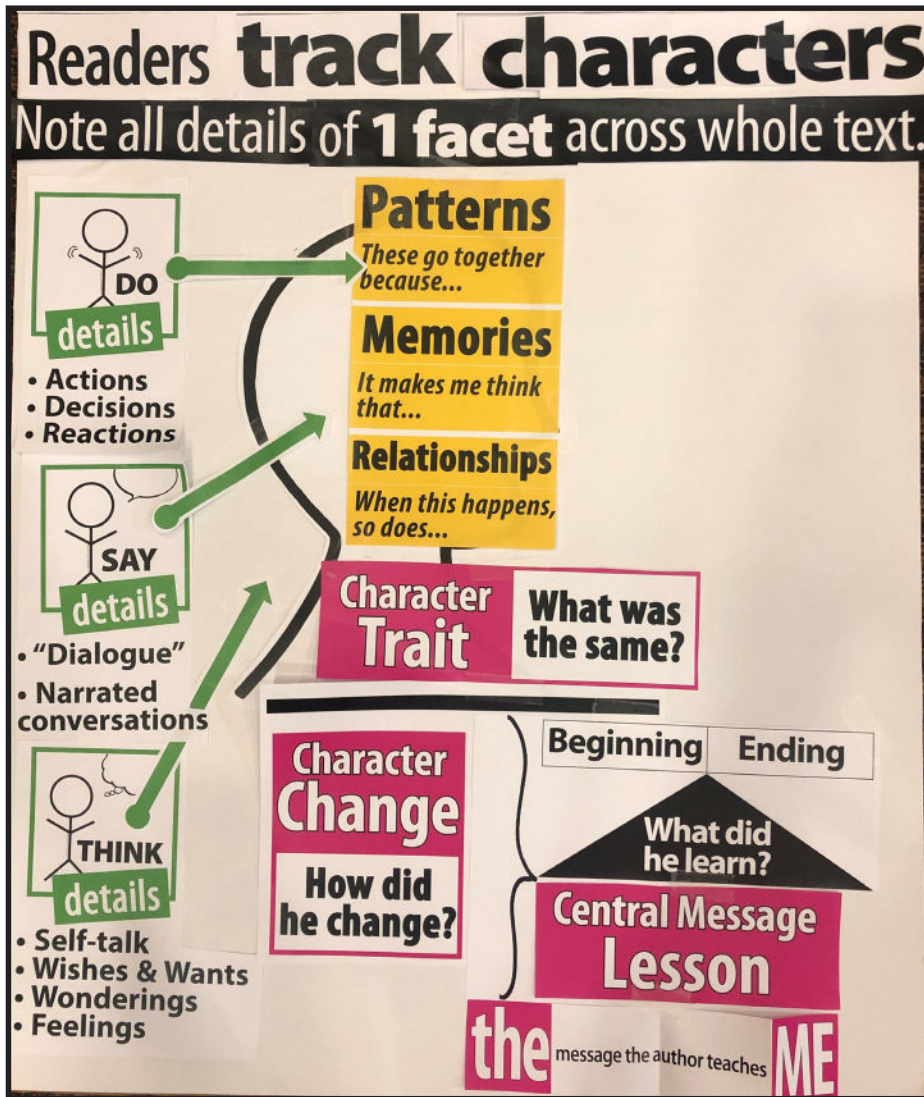 Readers track characters
Note all details of 1 facet across whole text.
DO
details
• Actions
• Decisions
• Reactions
SAY
details
• “Dialogue”
• Narrated
conversations
THINK
details
• Self-talk
• Wishes & Wants
• Wonderings
• Feelings
Patterns
These go together
because...
Memories
It makes me think
that...
Relationships
When this happens,
so does...
Character
Trait
What was
the same?
Character
Change
How did
he change?
Beginning
Ending
What did
he learn?
Central Message
Lesson
the message the author teaches ME